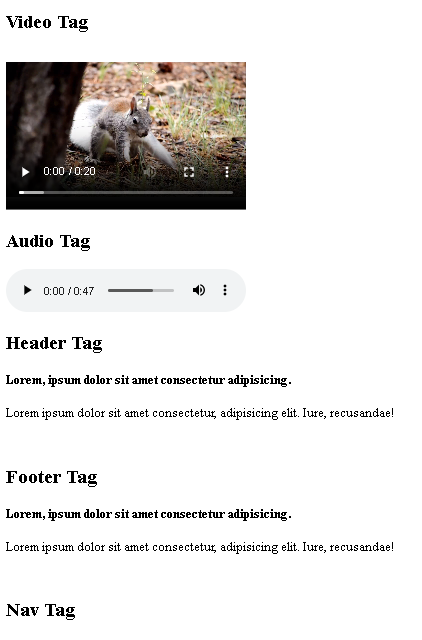 Video Tag
0:00 / 0:20
Audio Tag
0:00 / 0:47
Header Tag
Lorem, ipsum dolor sit amet consectetur adipisicing.
Lorem ipsum dolor sit amet consectetur, adipisicing elit. Iure, recusandae!
Footer Tag
Lorem, ipsum dolor sit amet consectetur adipisicing.
Lorem ipsum dolor sit amet consectetur, adipisicing elit. Iure, recusandae!
Nav Tag